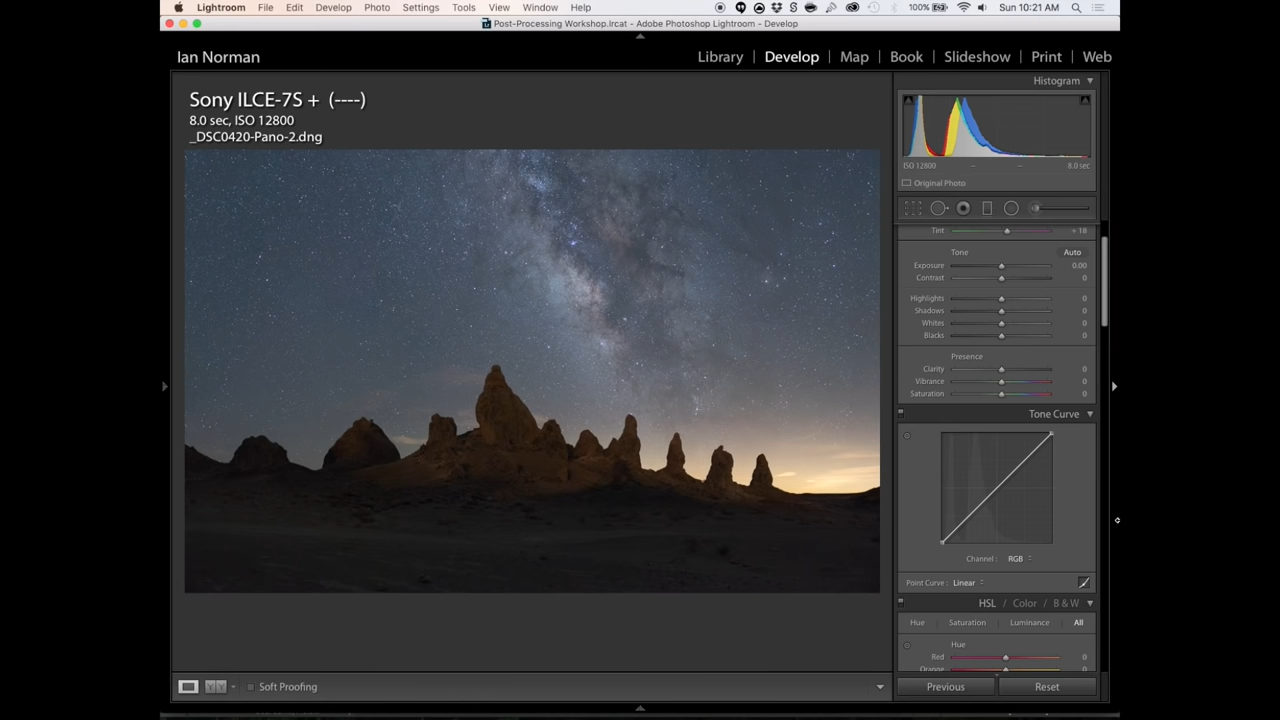 Lightroom File Edit Develop Photo Settings Tools View Window Help 100% Sun 10:21 AM
Post-Processing Workshop.lrcat - Adobe Photoshop Lightroom - Develop
Ian Norman
Library | Develop | Map | Book | Slideshow | Print | Web
Histogram
Sony ILCE-7S + (----)
8.0 sec, ISO 12800
_DSC0420-Pano-2.dng
ISO 12800 -- -- 8.0 sec
Original Photo
Tint + 18
Tone Auto
Exposure 0.00
Contrast 0
Highlights 0
Shadows 0
Whites 0
Blacks 0
Presence
Clarity 0
Vibrance 0
Saturation 0
Tone Curve
Channel : RGB
Point Curve : Linear
HSL / Color / B & W
Hue Saturation Luminance All
Hue
Red 0
Orange 0
Soft Proofing
Previous Reset